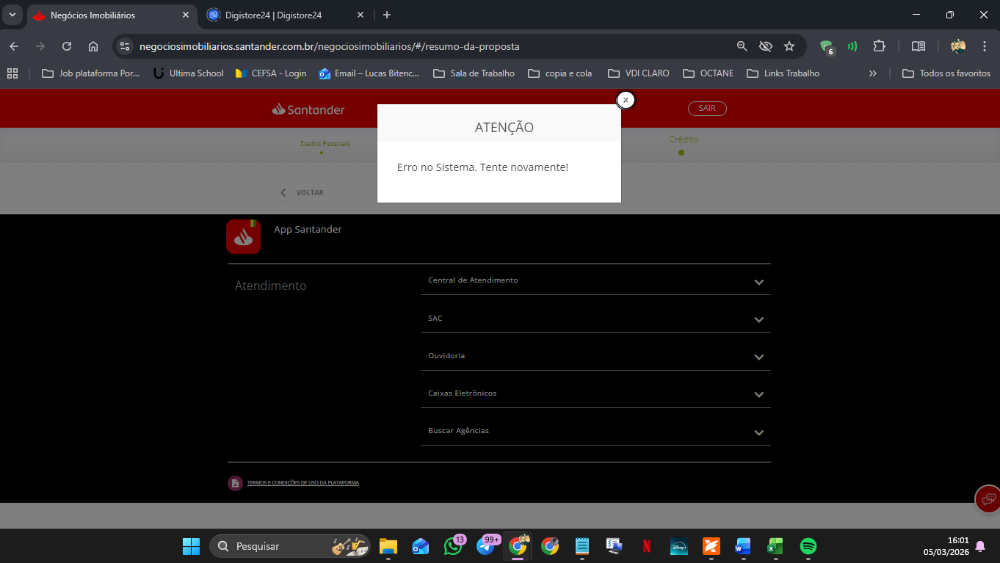 Negócios Imobiliários
Digistore24 | Digistore24
negociosimobiliarios.santander.com.br/negociosimobiliarios/#/resumo-da-proposta
6
Job plataforma Por...
Ultima School
CEFSA - Login
Email – Lucas Bitenc...
Sala de Trabalho
copia e cola
VDI CLARO
OCTANE
Links Trabalho
Todos os favoritos
Santander
SAIR
ATENÇÃO
Dados Pessoais
Crédito
Erro no Sistema. Tente novamente!
VOLTAR
App Santander
Atendimento
Central de Atendimento
SAC
Ouvidoria
Caixas Eletrônicos
Buscar Agências
TERMOS E CONDIÇÕES DE USO DA PLATAFORMA
Pesquisar
13
99+
16:01
05/03/2026